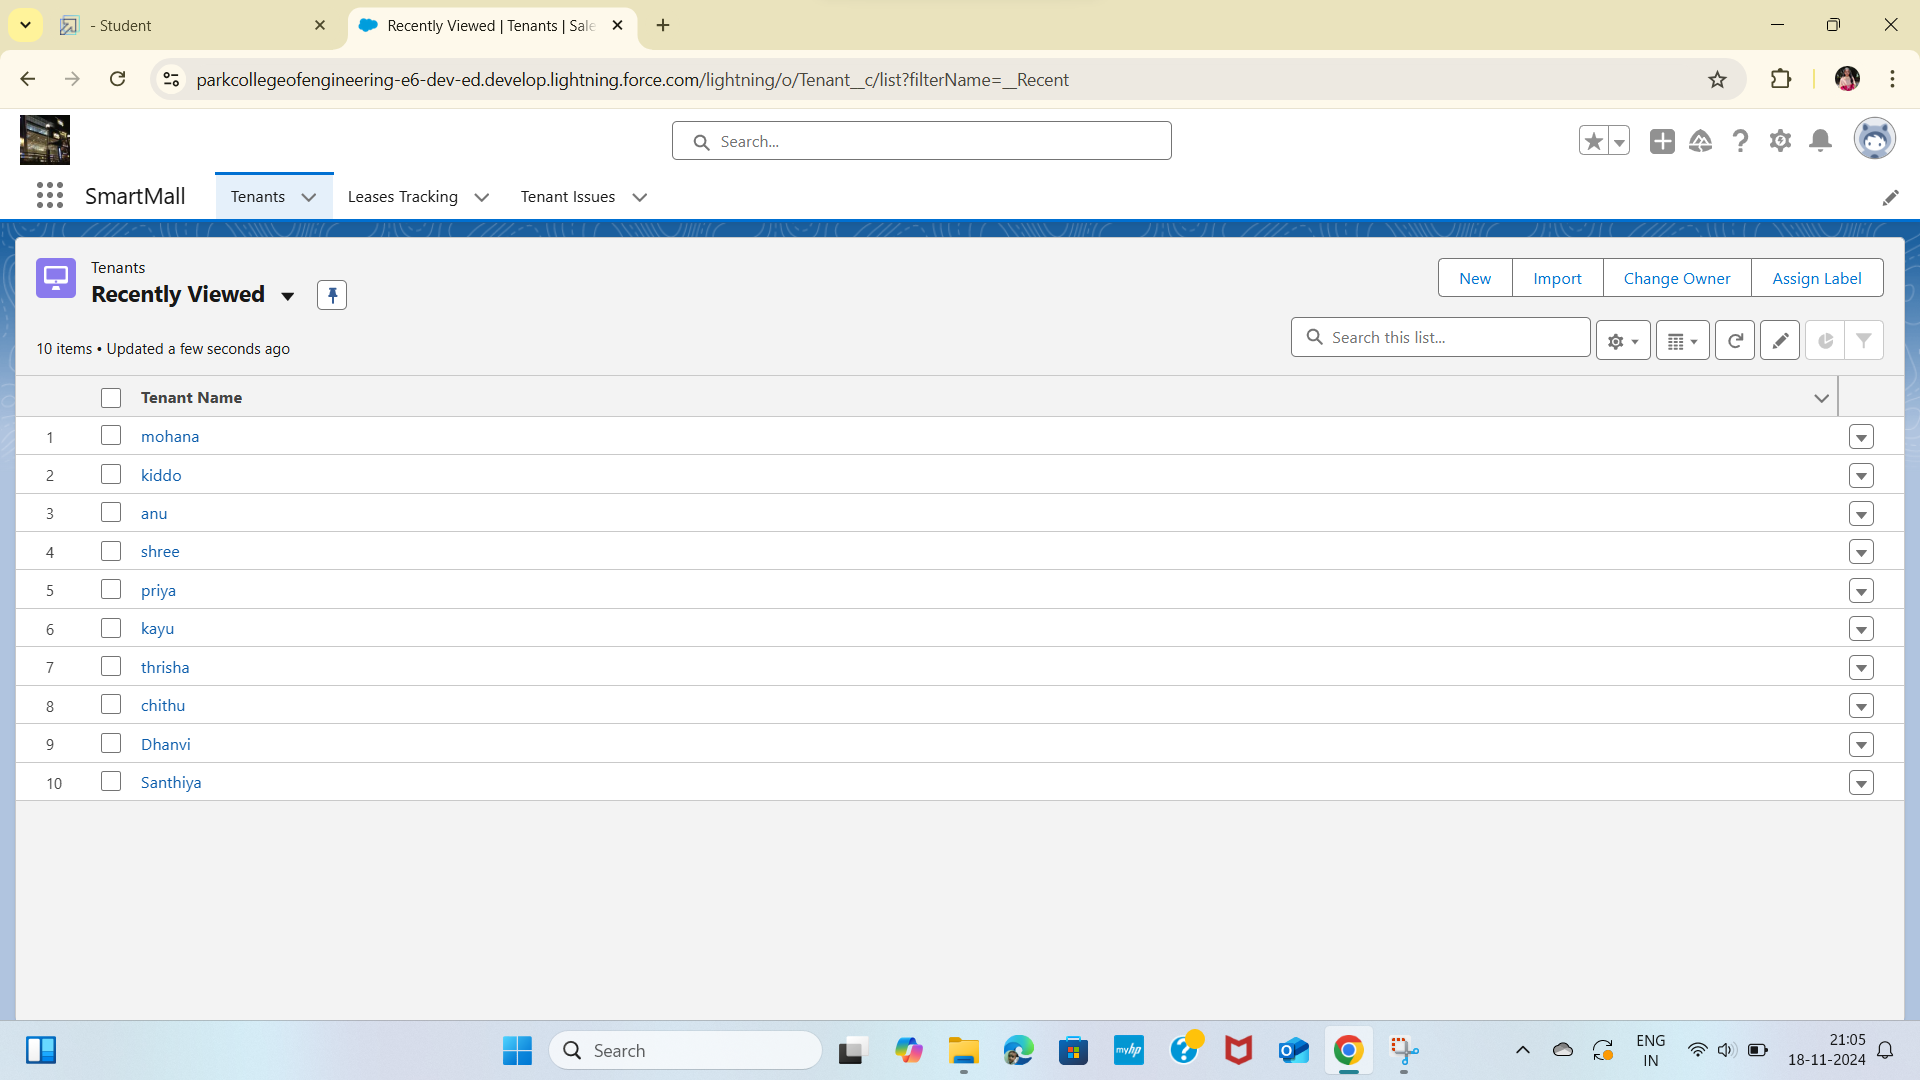 - Student
Recently Viewed | Tenants | Sale
parkcollegeofengineering-e6-dev-ed.develop.lightning.force.com/lightning/o/Tenant__c/list?filterName=__Recent
Search...
SmartMall
Tenants
Leases Tracking
Tenant Issues
Tenants
Recently Viewed
New
Import
Change Owner
Assign Label
10 items • Updated a few seconds ago
Search this list...
Tenant Name
1 mohana
2 kiddo
3 anu
4 shree
5 priya
6 kayu
7 thrisha
8 chithu
9 Dhanvi
10 Santhiya
Search
myhp
ENG
IN
21:05
18-11-2024